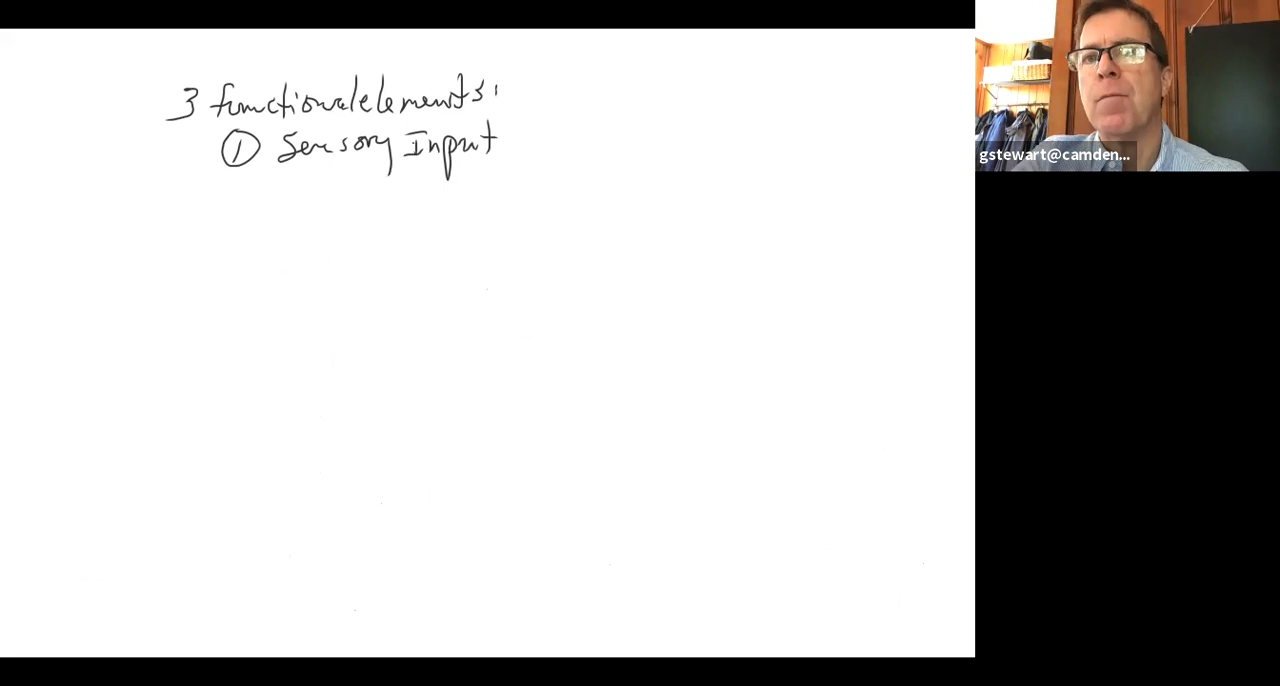 3 functional elements:
① Sensory Input
gstewart@camden...